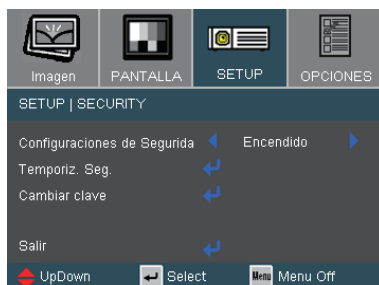 Imagen PANTALLA SETUP OPCIONES
SETUP | SECURITY
Configuraciones de Segurida Encendido
Temporiz. Seg.
Cambiar clave
Salir
UpDown Select Menu Menu Off